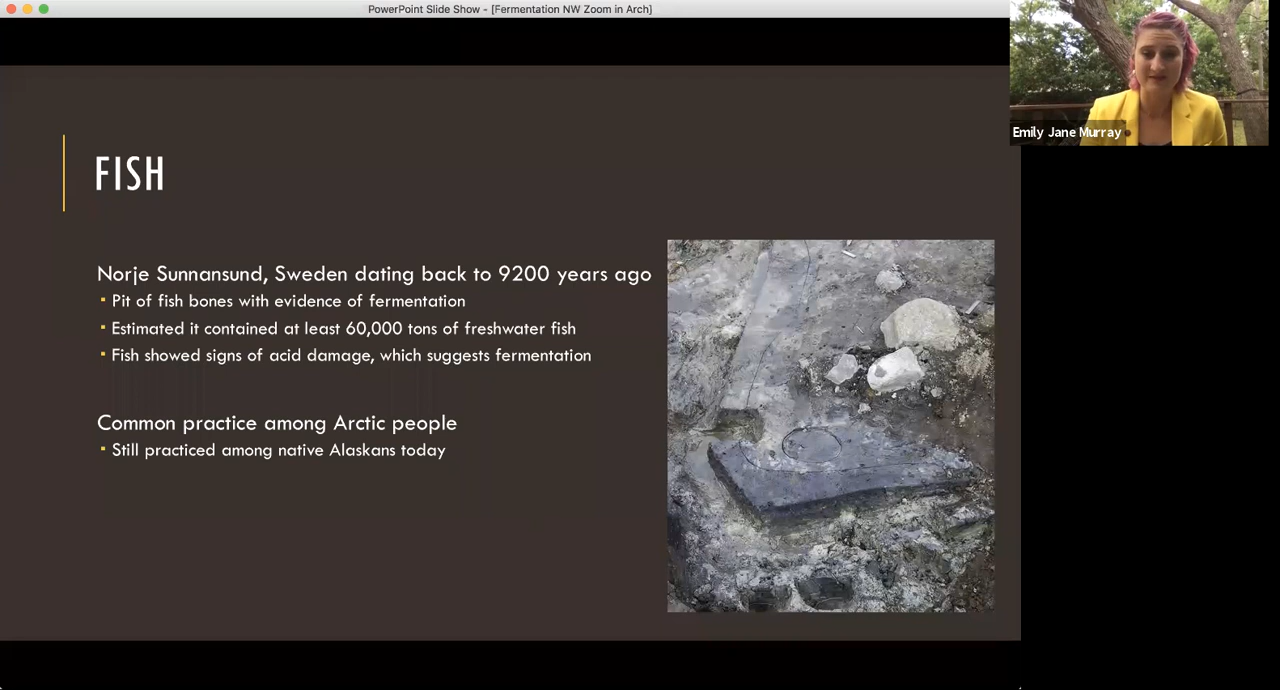 PowerPoint Slide Show - [Fermentation NW Zoom in Arch]
Emily Jane Murray
FISH
Norje Sunnansund, Sweden dating back to 9200 years ago
Pit of fish bones with evidence of fermentation
Estimated it contained at least 60,000 tons of freshwater fish
Fish showed signs of acid damage, which suggests fermentation
Common practice among Arctic people
Still practiced among native Alaskans today